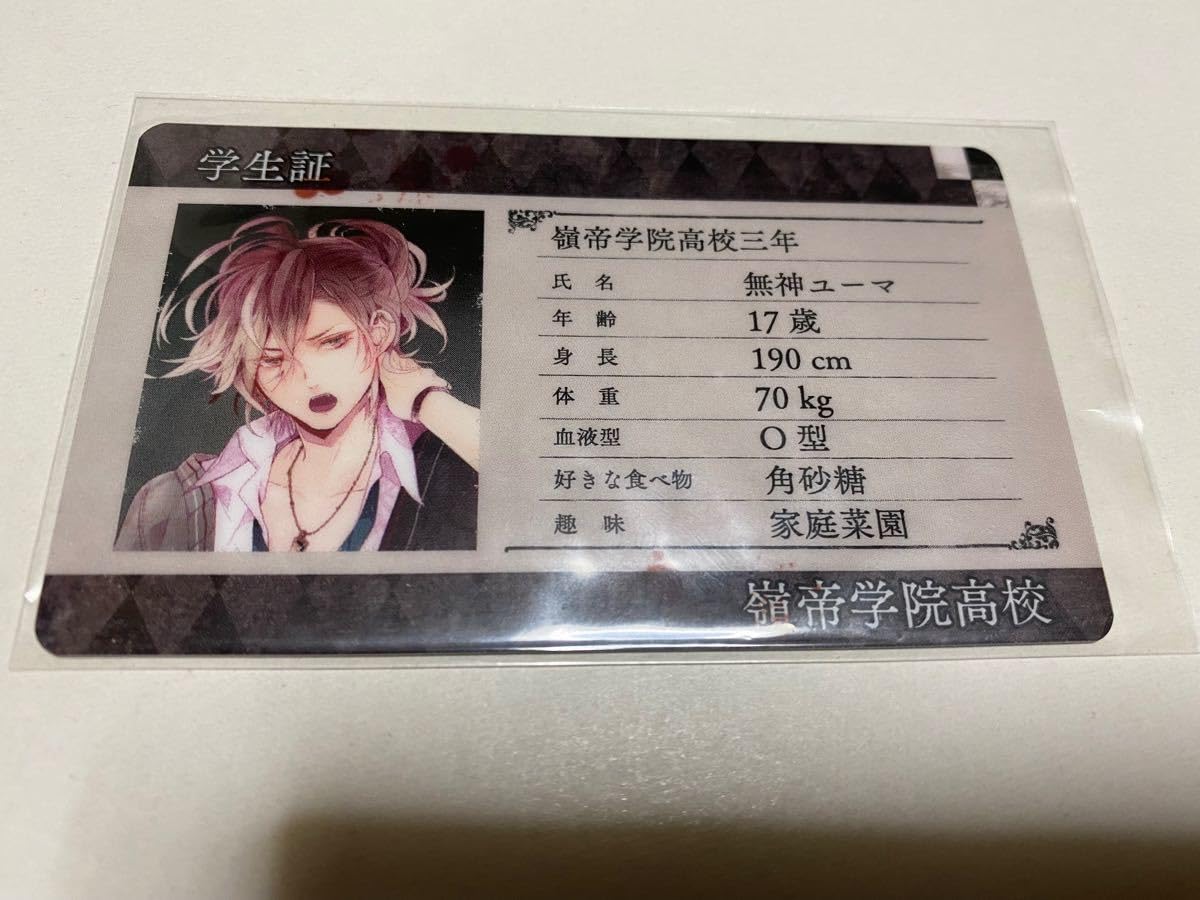 学生証
嶺帝学院高校三年
氏名 無神ユーマ
年齢 17歳
身長 190 cm
体重 70 kg
血液型 O型
好きな食べ物 角砂糖
趣味 家庭菜園
嶺帝学院高校